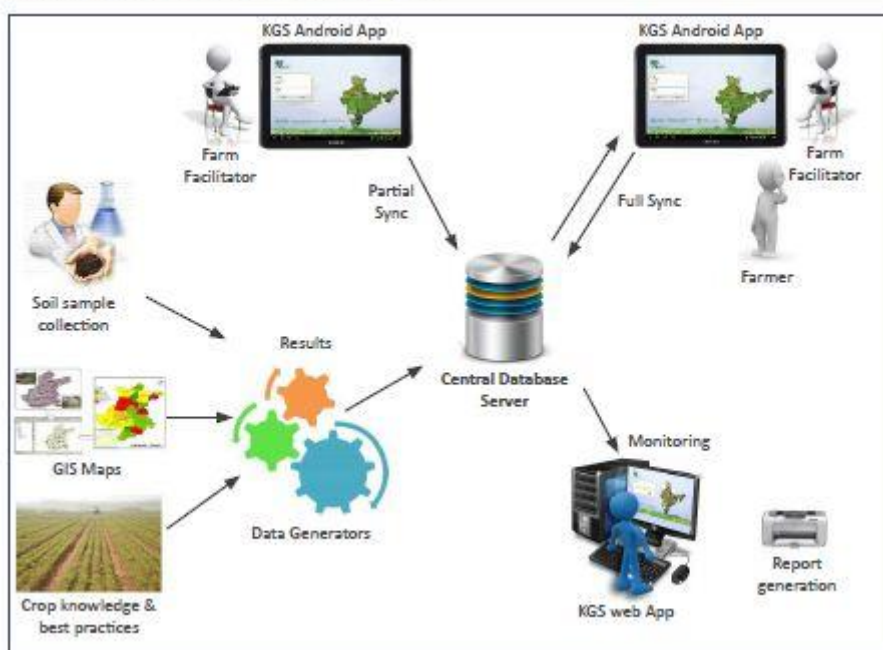 KGS Android App
KGS Android App
Farm
Facilitator
Farm
Facilitator
Partial
Sync
Full Sync
Farmer
Soil sample
collection
Results
Central Database
Server
GIS Maps
Monitoring
Data Generators
Crop knowledge &
best practices
KGS web App
Report
generation